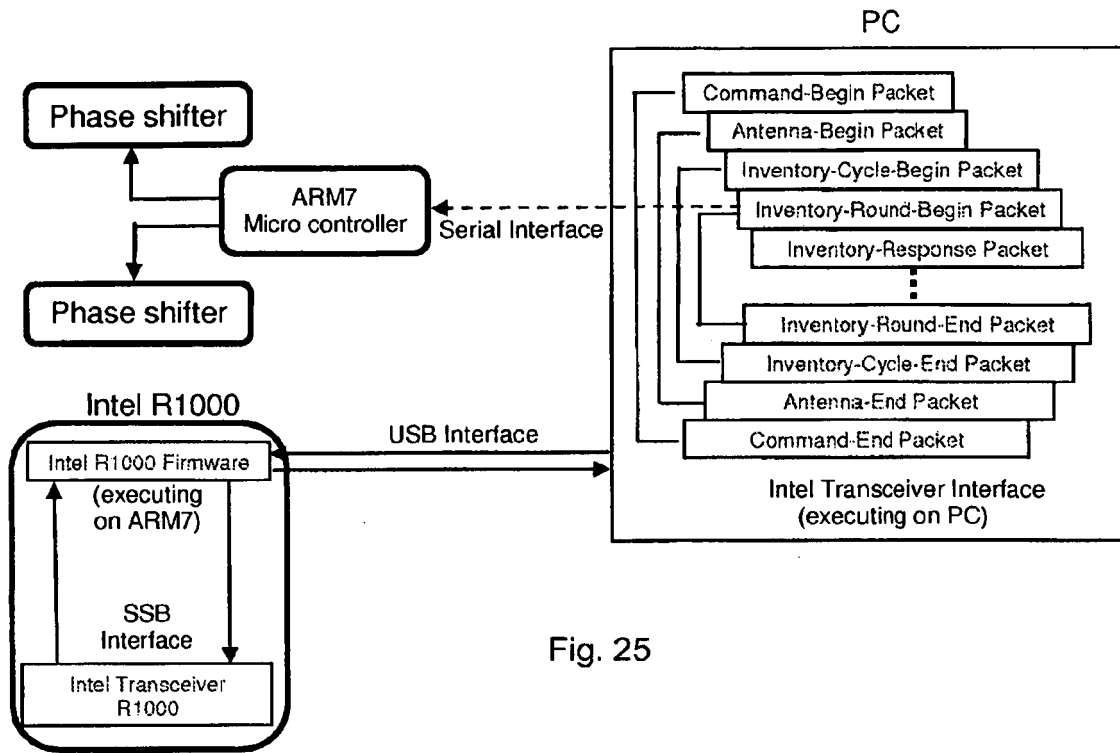 PC
Command-Begin Packet
Antenna-Begin Packet
Inventory-Cycle-Begin Packet
Inventory-Round-Begin Packet
Inventory-Response Packet
Inventory-Round-End Packet
Inventory-Cycle-End Packet
Antenna-End Packet
Command-End Packet
Intel Transceiver Interface
(executing on PC)
Phase shifter
ARM7
Micro controller
Serial Interface
Phase shifter
Intel R1000
USB Interface
Intel R1000 Firmware
(executing
on ARM7)
SSB
Interface
Intel Transceiver
R1000
Fig. 25